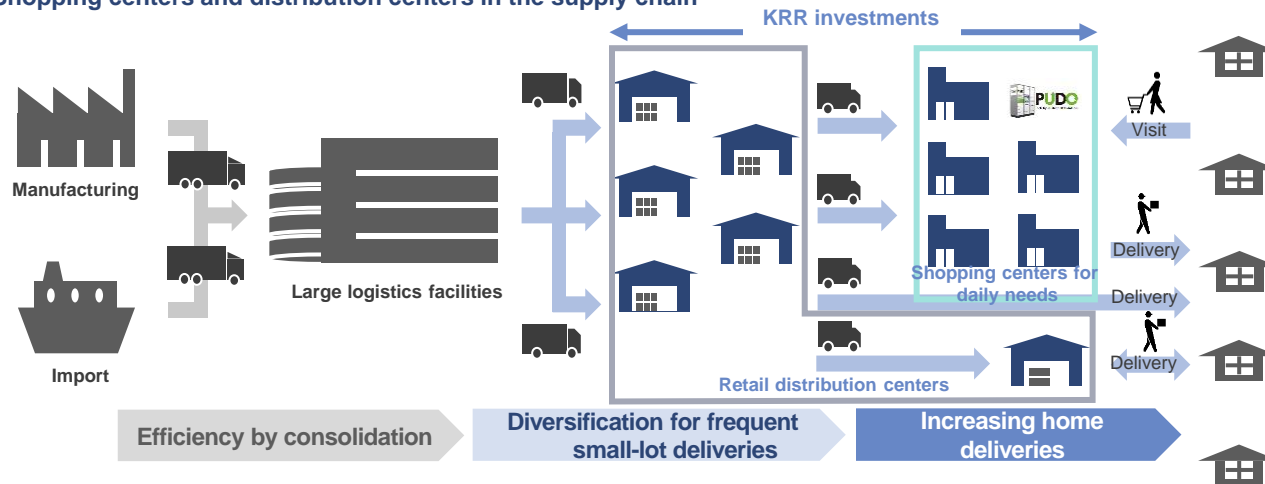 Shopping centers and distribution centers in the supply chain
KRR investments
PUDO
Visit
Manufacturing
Delivery
Large logistics facilities
Shopping centers for
daily needs
Delivery
Import
Delivery
Retail distribution centers
Efficiency by consolidation
Diversification for frequent
small-lot deliveries
Increasing home
deliveries